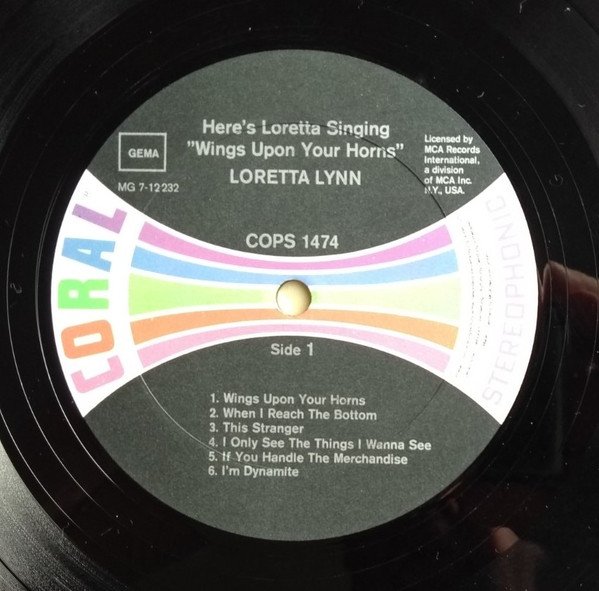 Here's Loretta Singing
"Wings Upon Your Horns"
LORETTA LYNN
GEMA
MG 7-12232
Licensed by
MCA Records
International,
a division
of MCA Inc.
N.Y., USA.
CORAL
COPS 1474
STEREOPHONIC
Side 1
1. Wings Upon Your Horns
2. When I Reach The Bottom
3. This Stranger
4. I Only See The Things I Wanna See
5. If You Handle The Merchandise
6. I'm Dynamite